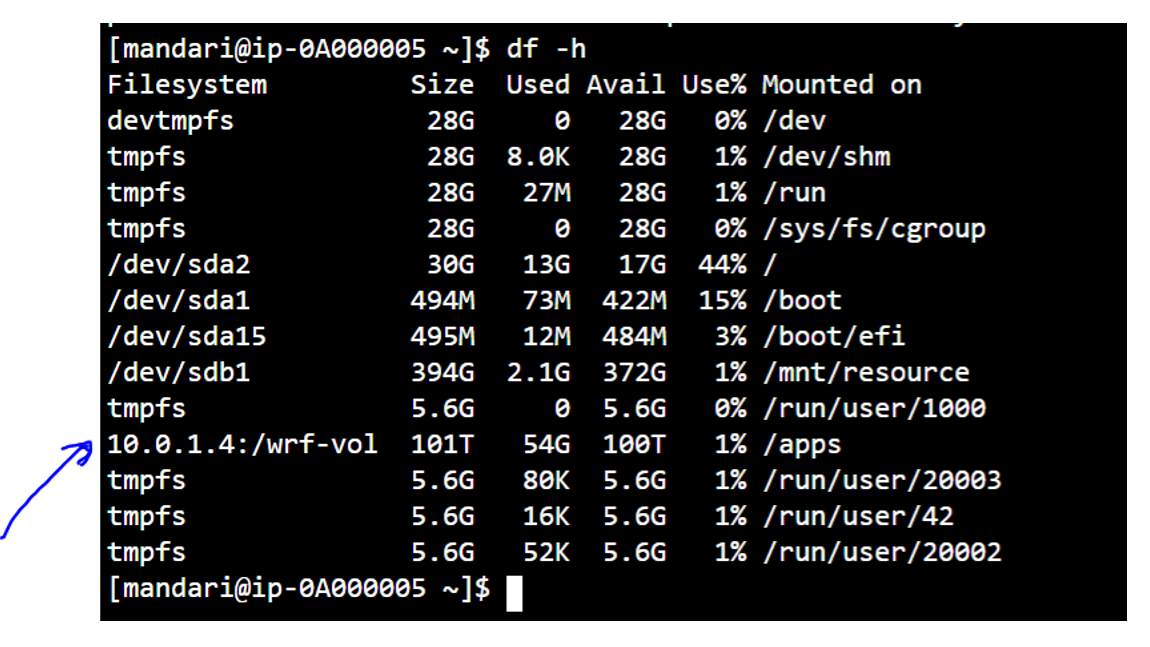 [mandari@ip-0A000005 ~]$ df -h
Filesystem         Size  Used Avail Use% Mounted on
devtmpfs            28G     0   28G   0% /dev
tmpfs               28G  8.0K   28G   1% /dev/shm
tmpfs               28G   27M   28G   1% /run
tmpfs               28G     0   28G   0% /sys/fs/cgroup
/dev/sda2           30G   13G   17G  44% /
/dev/sda1          494M   73M  422M  15% /boot
/dev/sda15         495M   12M  484M   3% /boot/efi
/dev/sdb1          394G  2.1G  372G   1% /mnt/resource
tmpfs              5.6G     0  5.6G   0% /run/user/1000
10.0.1.4:/wrf-vol  101T   54G  100T   1% /apps
tmpfs              5.6G   80K  5.6G   1% /run/user/20003
tmpfs              5.6G   16K  5.6G   1% /run/user/42
tmpfs              5.6G   52K  5.6G   1% /run/user/20002
[mandari@ip-0A000005 ~]$